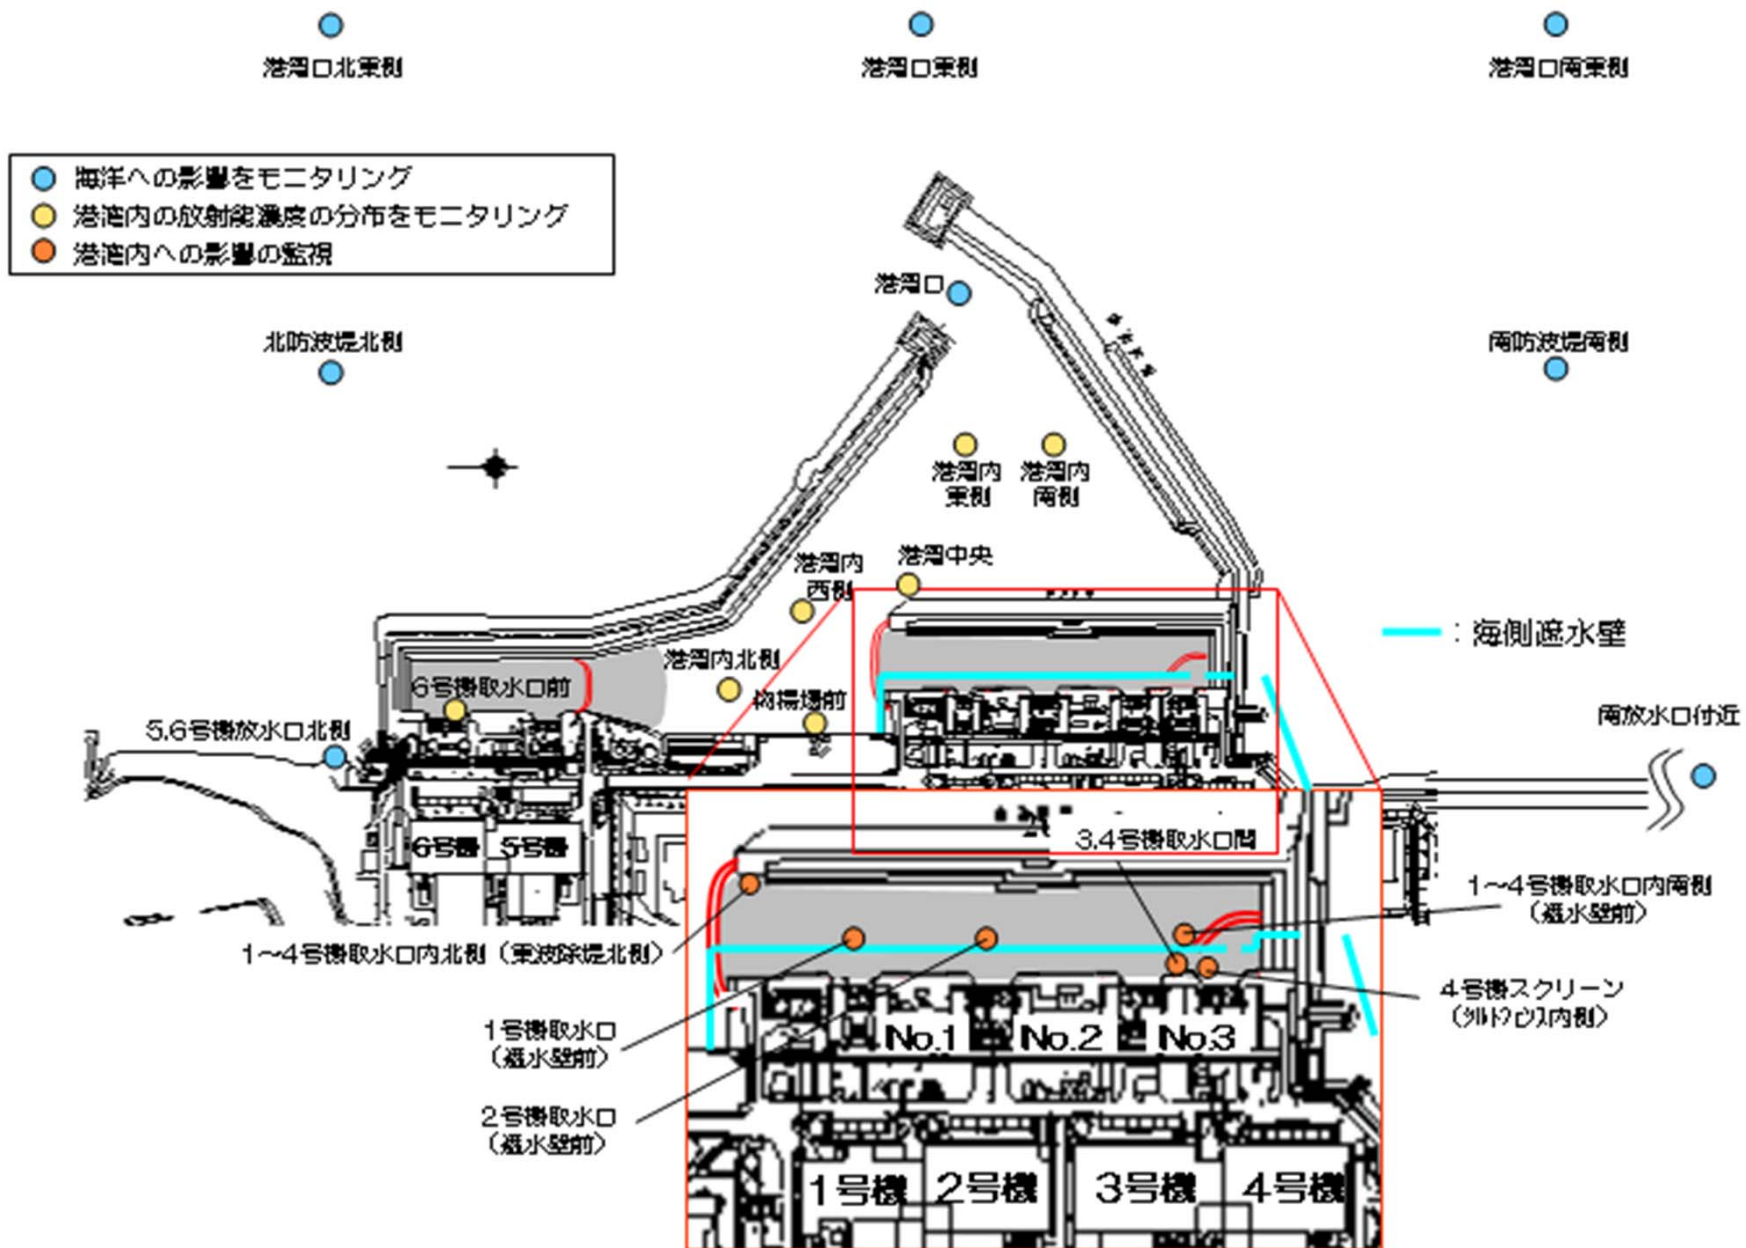 港湾口北東側
港湾口東側
港湾口南東側
海洋への影響をモニタリング
港湾内の放射能濃度の分布をモニタリング
港湾内への影響の監視
港湾口
北防波堤北側
南防波堤南側
港湾内
東側
港湾内
南側
港湾中央
港湾内
西側
:海側遮水壁
港湾内北側
6号機取水口前
物揚場前
南放水口付近
5,6号機放水口北側
3,4号機取水口間
6号機
5号機
1～4号機取水口内南側
(遮水壁前)
1～4号機取水口内北側(東波除堤北側)
4号機スクリーン
(シルトフェンス内側)
1号機取水口
(遮水壁前)
No.1
No.2
No.3
2号機取水口
(遮水壁前)
1号機
2号機
3号機
4号機